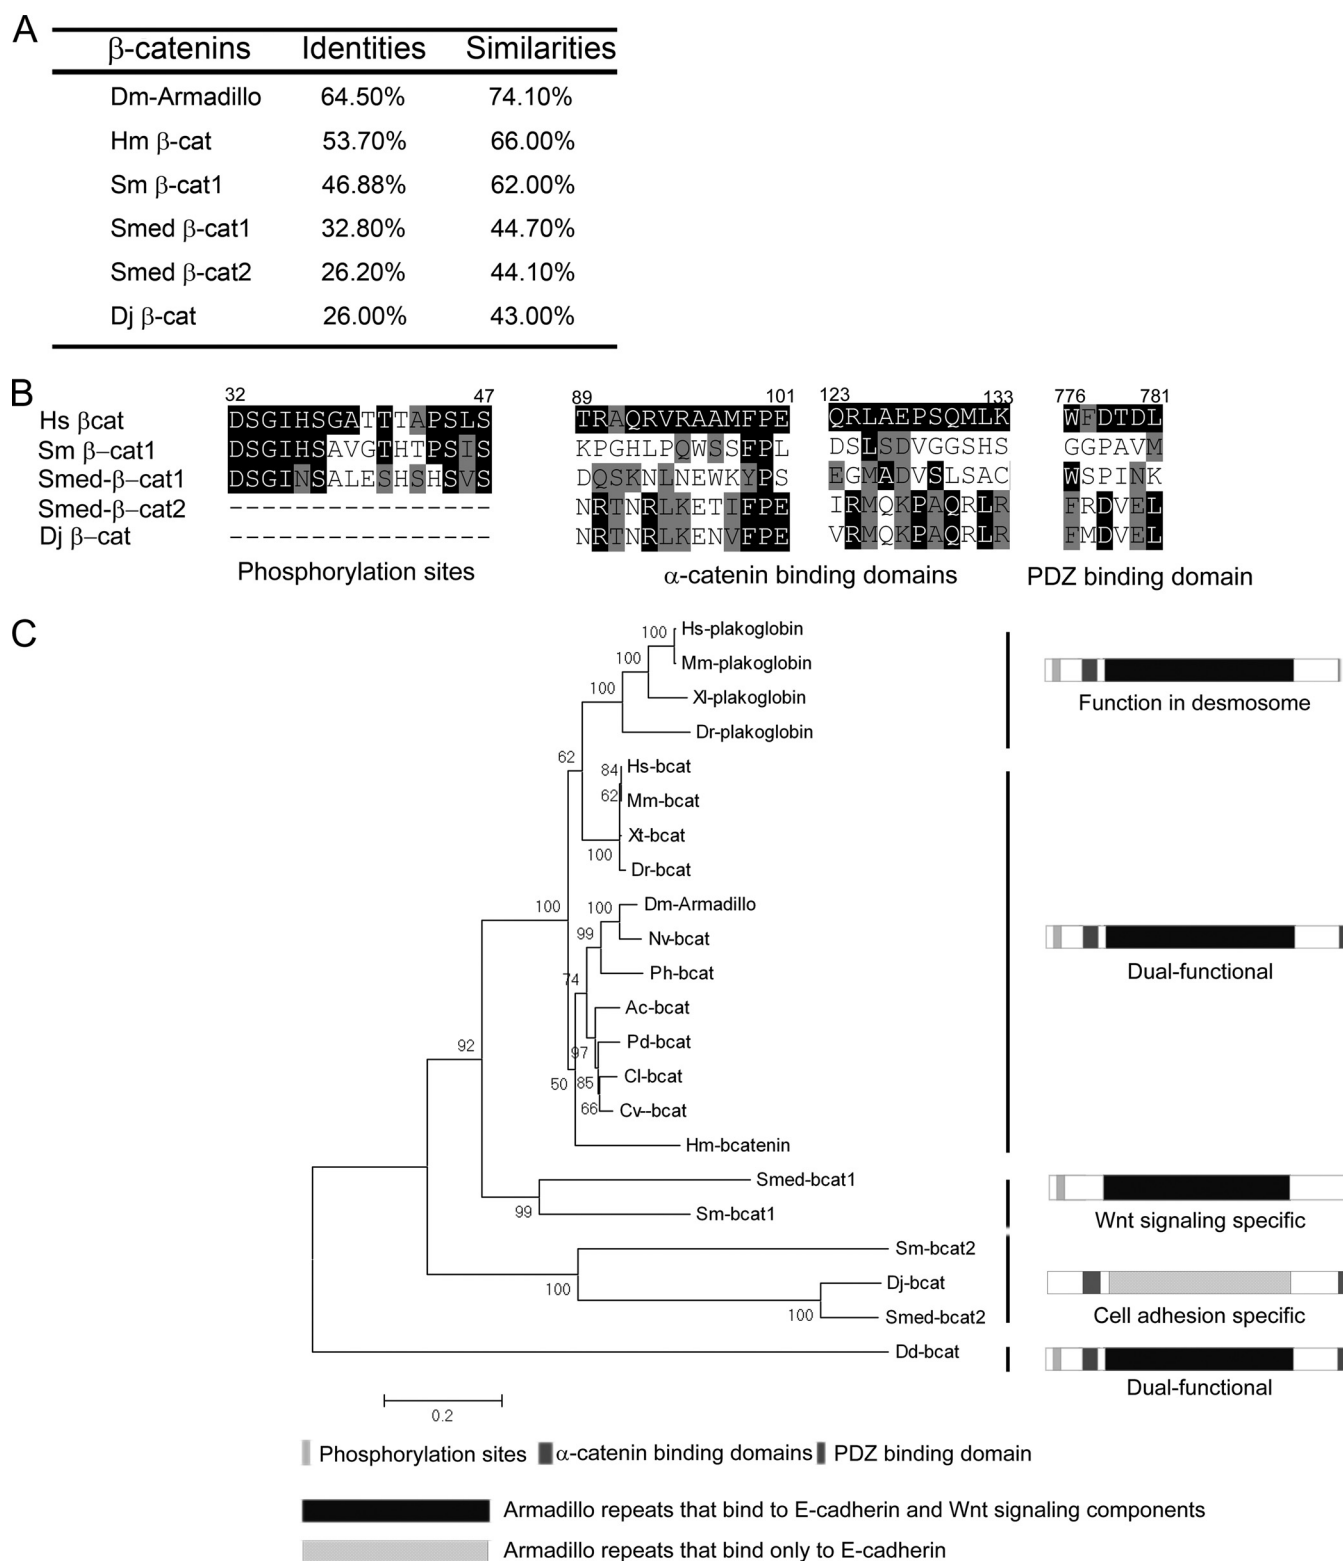 A
β-catenins Identities Similarities
Dm-Armadillo 64.50% 74.10%
Hm β-cat 53.70% 66.00%
Sm β-cat1 46.88% 62.00%
Smed β-cat1 32.80% 44.70%
Smed β-cat2 26.20% 44.10%
Dj β-cat 26.00% 43.00%
B
32 47 89 101 123 133 776 781
Hs βcat DSGIHSGATTTAPSLS TRAQRVRAAMFPE QRLAEPSQMLK WFDTDL
Sm β–cat1 DSGIHSAVGTHTPSIS KPGHLPQWSSFPL DSLSDVGGSHS GGPAVM
Smed-β–cat1 DSGINSALESHSHSVS DQSKNLNEWKYPS EGMADVSLSAC WSPINK
Smed-β–cat2 ---------------- NRTNRLKETIFPE IRMQKPAQRLR FRDVEL
Dj β–cat ---------------- NRTNRLKENVFPE VRMQKPAQRLR FMDVEL
Phosphorylation sites α-catenin binding domains PDZ binding domain
C
100 Hs-plakoglobin
100 Mm-plakoglobin
100 Xl-plakoglobin
Function in desmosome
Dr-plakoglobin
62
84 Hs-bcat
62 Mm-bcat
Xt-bcat
100
Dr-bcat
100
100 Dm-Armadillo
99 Nv-bcat
74 Ph-bcat
Dual-functional
Ac-bcat
92
97 Pd-bcat
50 85 Cl-bcat
66 Cv--bcat
Hm-bcatenin
Smed-bcat1
99 Sm-bcat1
Wnt signaling specific
Sm-bcat2
100 Dj-bcat
100 Smed-bcat2
Cell adhesion specific
Dd-bcat
Dual-functional
0.2
Phosphorylation sites α-catenin binding domains PDZ binding domain
Armadillo repeats that bind to E-cadherin and Wnt signaling components
Armadillo repeats that bind only to E-cadherin